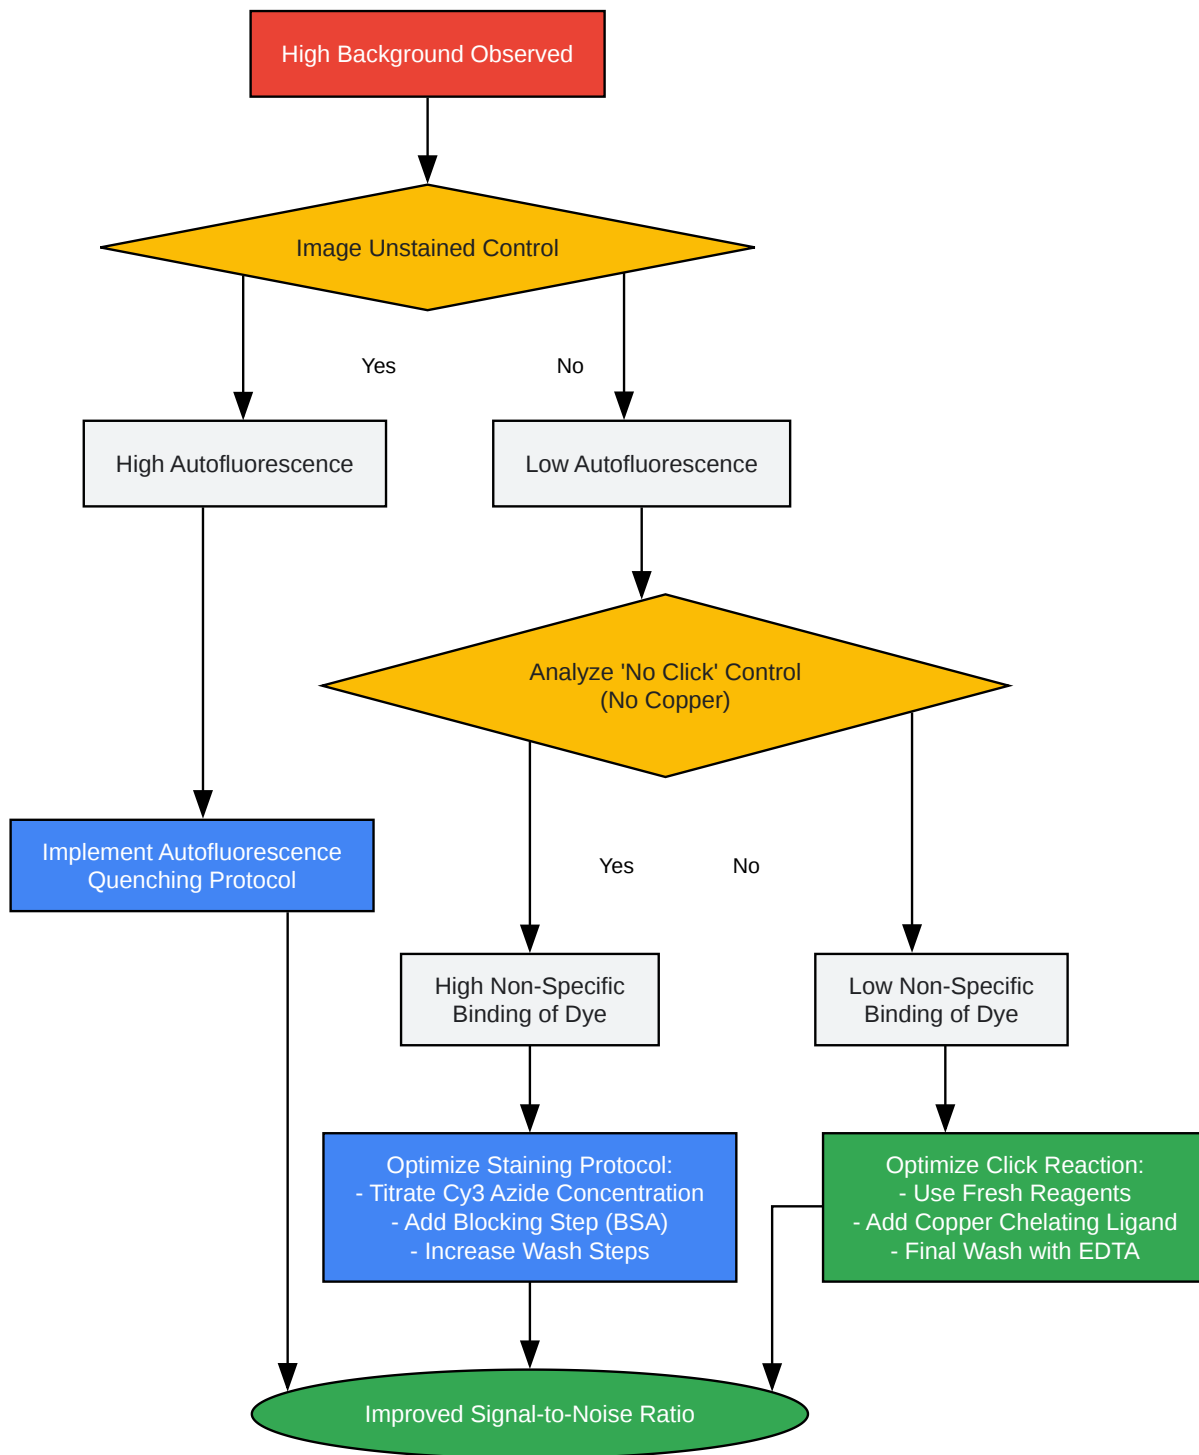 High Background Observed
Image Unstained Control
Yes
No
High Autofluorescence
Low Autofluorescence
Analyze 'No Click' Control
(No Copper)
Implement Autofluorescence
Quenching Protocol
Yes
No
High Non-Specific
Binding of Dye
Low Non-Specific
Binding of Dye
Optimize Staining Protocol:
- Titrate Cy3 Azide Concentration
- Add Blocking Step (BSA)
- Increase Wash Steps
Optimize Click Reaction:
- Use Fresh Reagents
- Add Copper Chelating Ligand
- Final Wash with EDTA
Improved Signal-to-Noise Ratio